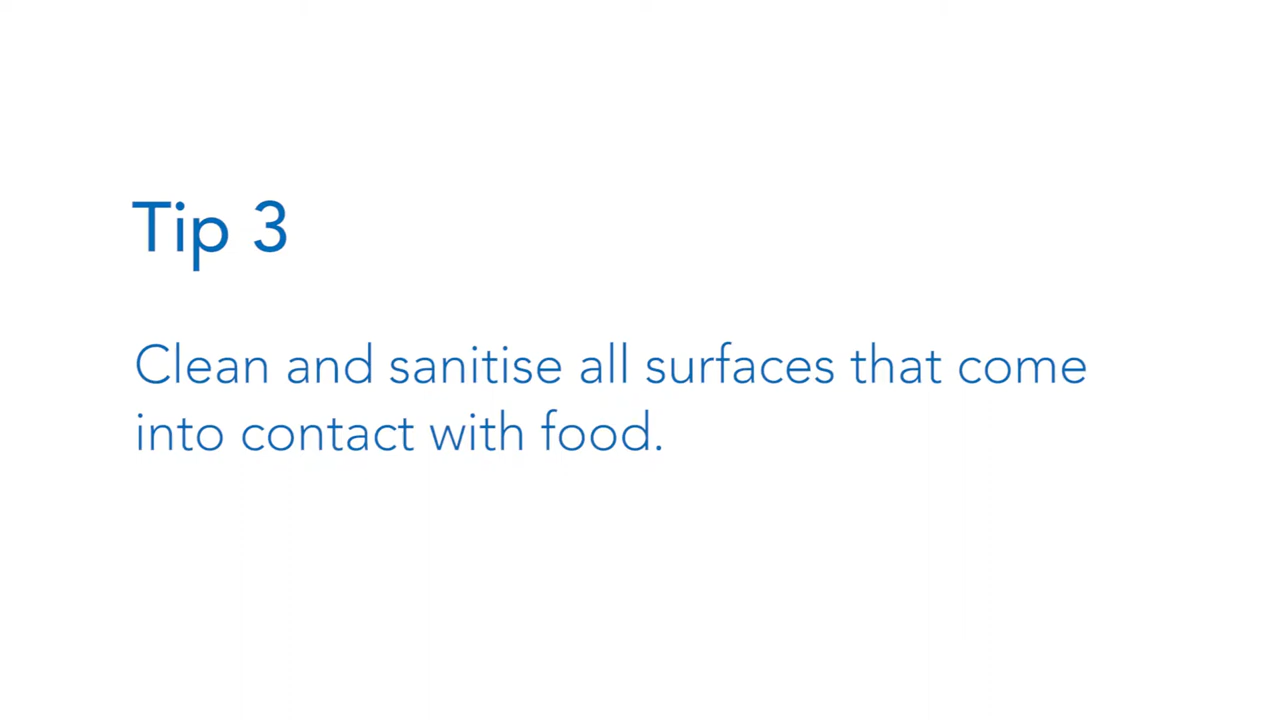 Tip 3
Clean and sanitise all surfaces that come
into contact with food.